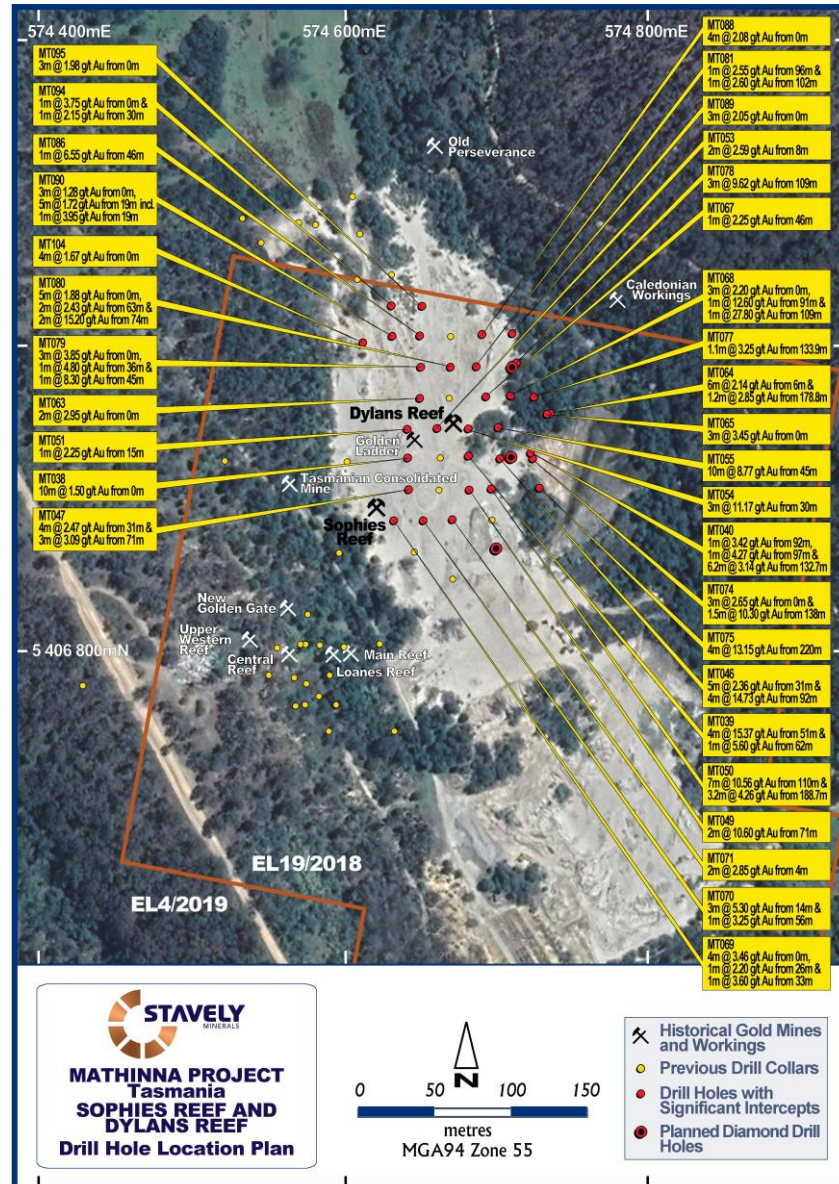 574 400mE
574 600mE
574 800mE
MT095
3m @ 1.98 g/t Au from 0m
MT094
1m @ 3.75 g/t Au from 0m &
1m @ 2.15 g/t Au from 30m
MT086
1m @ 6.55 g/t Au from 46m
MT090
3m @ 1.28 g/t Au from 0m,
5m @ 1.72 g/t Au from 19m incl.
1m @ 3.95 g/t Au from 19m
MT104
4m @ 1.67 g/t Au from 0m
MT080
5m @ 1.88 g/t Au from 0m,
2m @ 2.43 g/t Au from 63m &
2m @ 15.20 g/t Au from 74m
MT079
3m @ 3.85 g/t Au from 0m,
1m @ 4.80 g/t Au from 36m &
1m @ 8.30 g/t Au from 45m
MT063
2m @ 2.95 g/t Au from 0m
MT051
1m @ 2.25 g/t Au from 15m
MT038
10m @ 1.50 g/t Au from 0m
MT047
4m @ 2.47 g/t Au from 31m &
3m @ 3.09 g/t Au from 71m
Old
Perseverance
Caledonian
Workings
Dylans Reef
Golden
Ladder
Tasmanian Consolidated
Mine
Sophies
Reef
New
Golden Gate
Upper
Western
Reef
Central
Reef
Main Reef
Loanes Reef
5 406 800mN
EL19/2018
EL4/2019
MT088
4m @ 2.08 g/t Au from 0m
MT081
1m @ 2.55 g/t Au from 96m &
1m @ 2.60 g/t Au from 102m
MT089
3m @ 2.05 g/t Au from 0m
MT053
2m @ 2.59 g/t Au from 8m
MT078
3m @ 9.62 g/t Au from 109m
MT067
1m @ 2.25 g/t Au from 46m
MT068
3m @ 2.20 g/t Au from 0m,
1m @ 12.60 g/t Au from 91m &
1m @ 27.80 g/t Au from 109m
MT077
1.1m @ 3.25 g/t Au from 133.9m
MT064
6m @ 2.14 g/t Au from 6m &
1.2m @ 2.85 g/t Au from 178.8m
MT065
3m @ 3.45 g/t Au from 0m
MT055
10m @ 8.77 g/t Au from 45m
MT054
3m @ 11.17 g/t Au from 30m
MT040
1m @ 3.42 g/t Au from 92m,
1m @ 4.27 g/t Au from 97m &
6.2m @ 3.14 g/t Au from 132.7m
MT074
3m @ 2.65 g/t Au from 0m &
1.5m @ 10.30 g/t Au from 138m
MT075
4m @ 13.15 g/t Au from 220m
MT046
5m @ 2.36 g/t Au from 31m &
4m @ 14.73 g/t Au from 92m
MT039
4m @ 15.37 g/t Au from 51m &
1m @ 5.60 g/t Au from 62m
MT050
7m @ 10.56 g/t Au from 110m &
3.2m @ 4.26 g/t Au from 188.7m
MT049
2m @ 10.60 g/t Au from 71m
MT071
2m @ 2.85 g/t Au from 4m
MT070
3m @ 5.30 g/t Au from 14m &
1m @ 3.25 g/t Au from 56m
MT069
4m @ 3.46 g/t Au from 0m,
1m @ 2.20 g/t Au from 26m &
1m @ 3.60 g/t Au from 33m
STAVELY
MINERALS
MATHINNA PROJECT
Tasmania
SOPHIES REEF AND
DYLANS REEF
Drill Hole Location Plan
N
0 50 100 150
metres
MGA94 Zone 55
Historical Gold Mines
and Workings
Previous Drill Collars
Drill Holes with
Significant Intercepts
Planned Diamond Drill
Holes